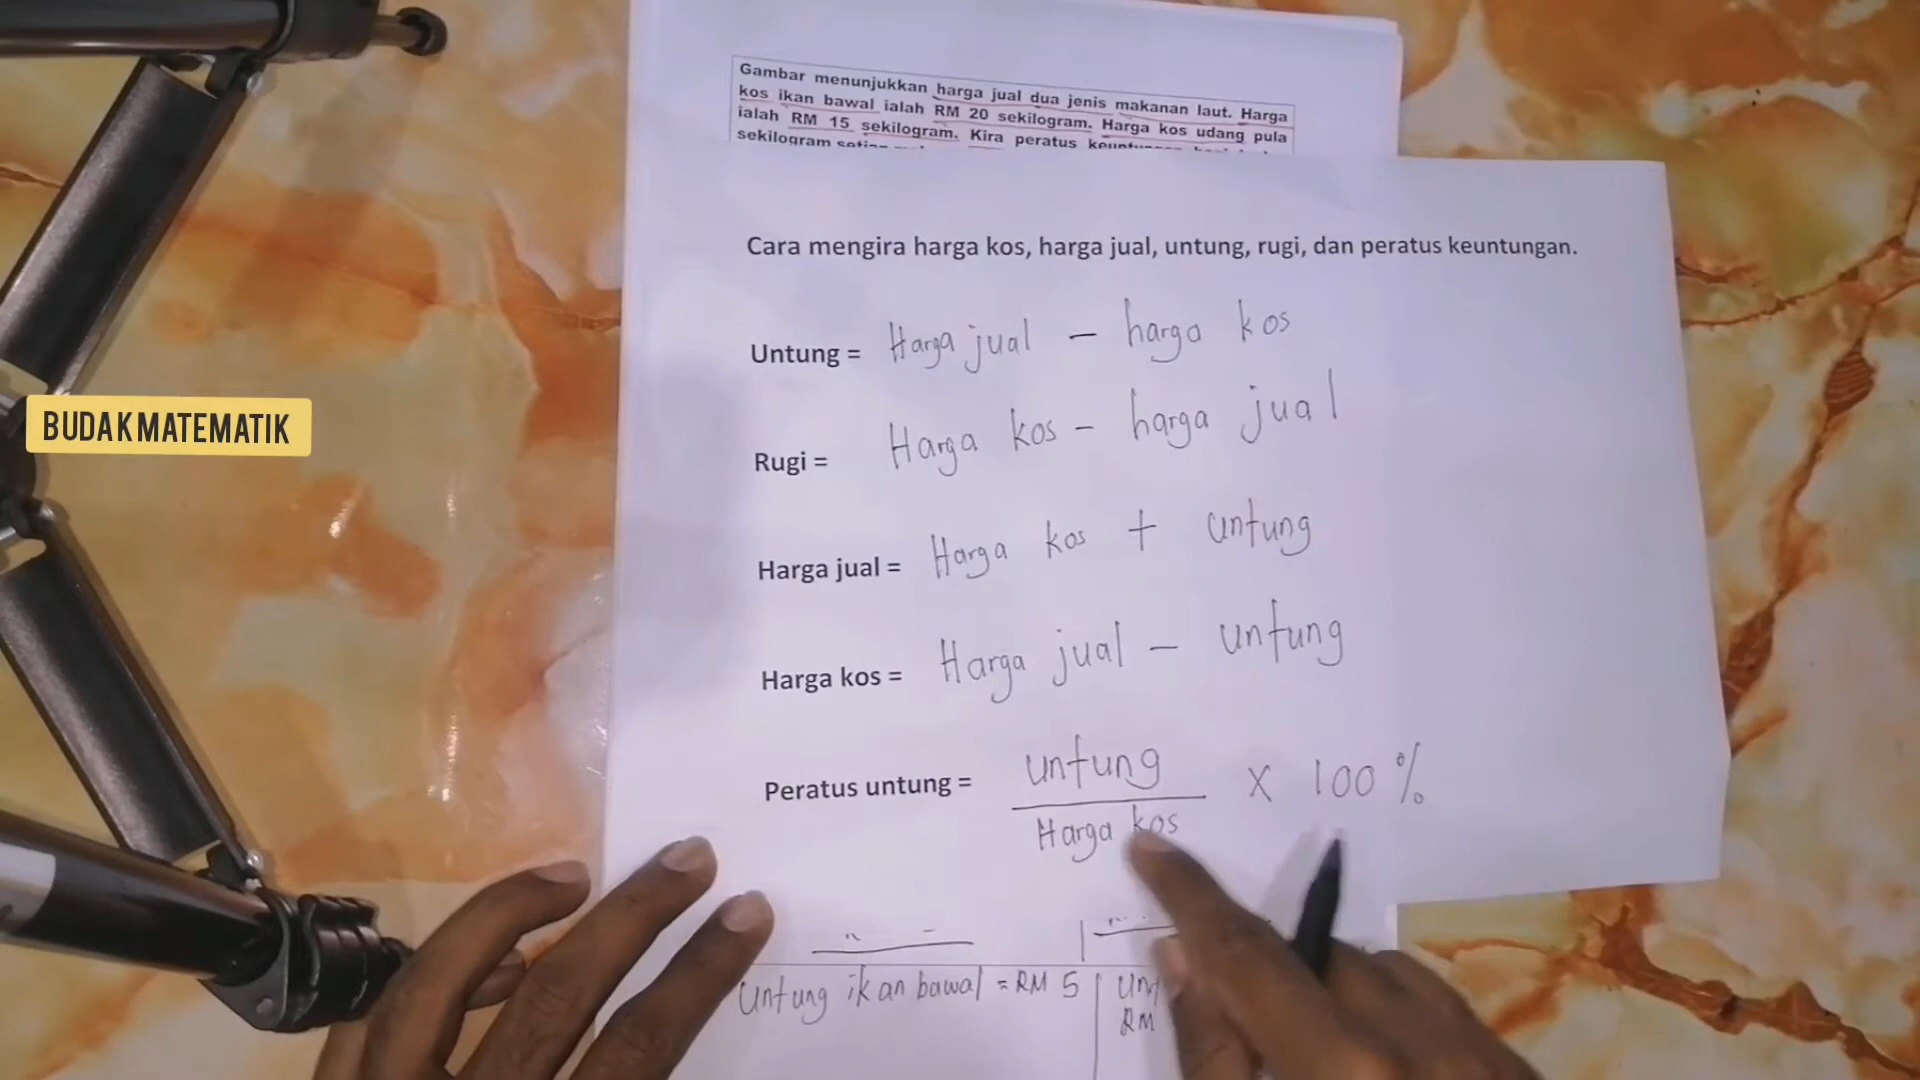 Gambar menunjukkan harga jual dua jenis makanan laut. Harga
kos ikan bawal ialah RM 20 sekilogram. Harga kos udang pula
ialah RM 15 sekilogram. Kira peratus
sekilogram
Cara mengira harga kos, harga jual, untung, rugi, dan peratus keuntungan.
Untung = Harga jual - harga kos
BUDAKMATEMATIK
Rugi = Harga kos - harga jual
Harga jual = Harga kos + untung
Harga kos = Harga jual - untung
Peratus untung = untung
Harga kos
x 100 %
Untung ikan bawal = RM 5
Unt
RM